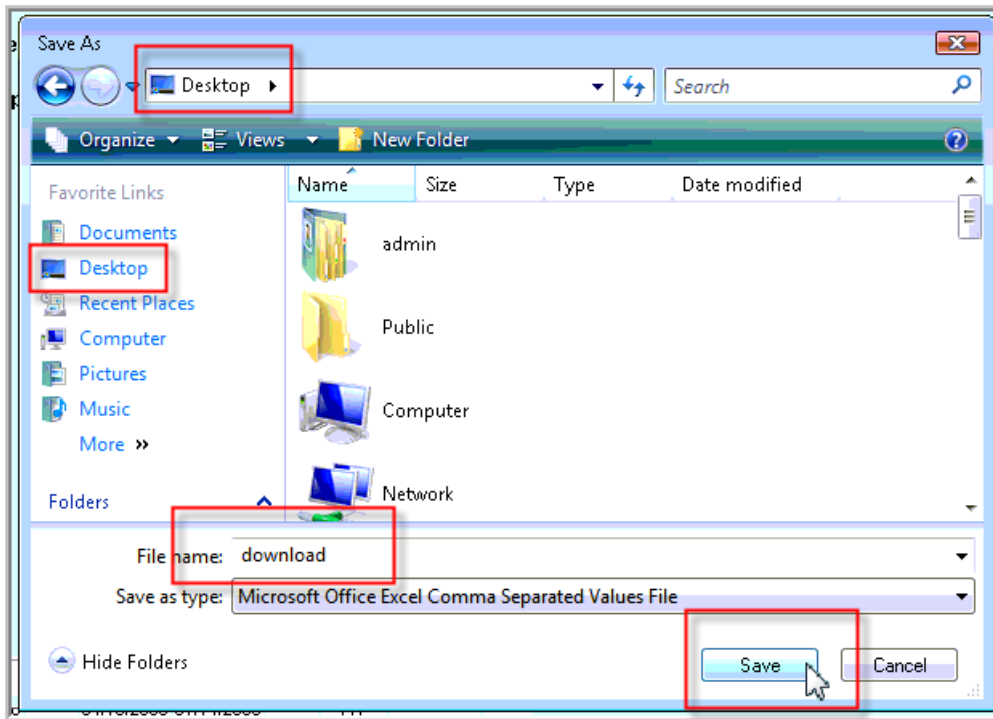 Save As
Desktop
Search
Organize Views New Folder
Favorite Links
Documents
Desktop
Recent Places
Computer
Pictures
Music
More »
Folders
Name Size Type Date modified
admin
Public
Computer
Network
File name: download
Save as type: Microsoft Office Excel Comma Separated Values File
Hide Folders
Save Cancel